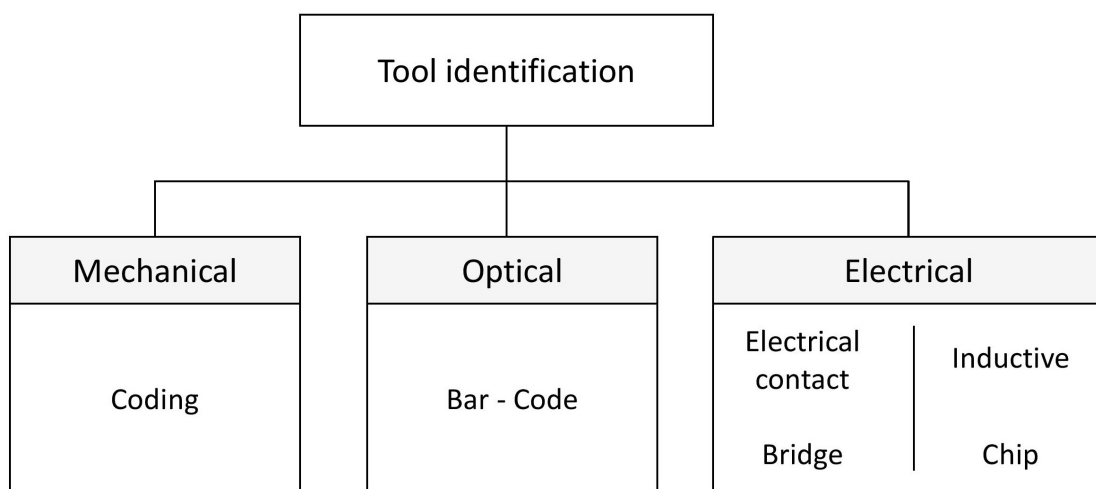 Tool identification
Mechanical
Optical
Electrical
Coding
Bar - Code
Electrical
contact
Inductive
Bridge
Chip